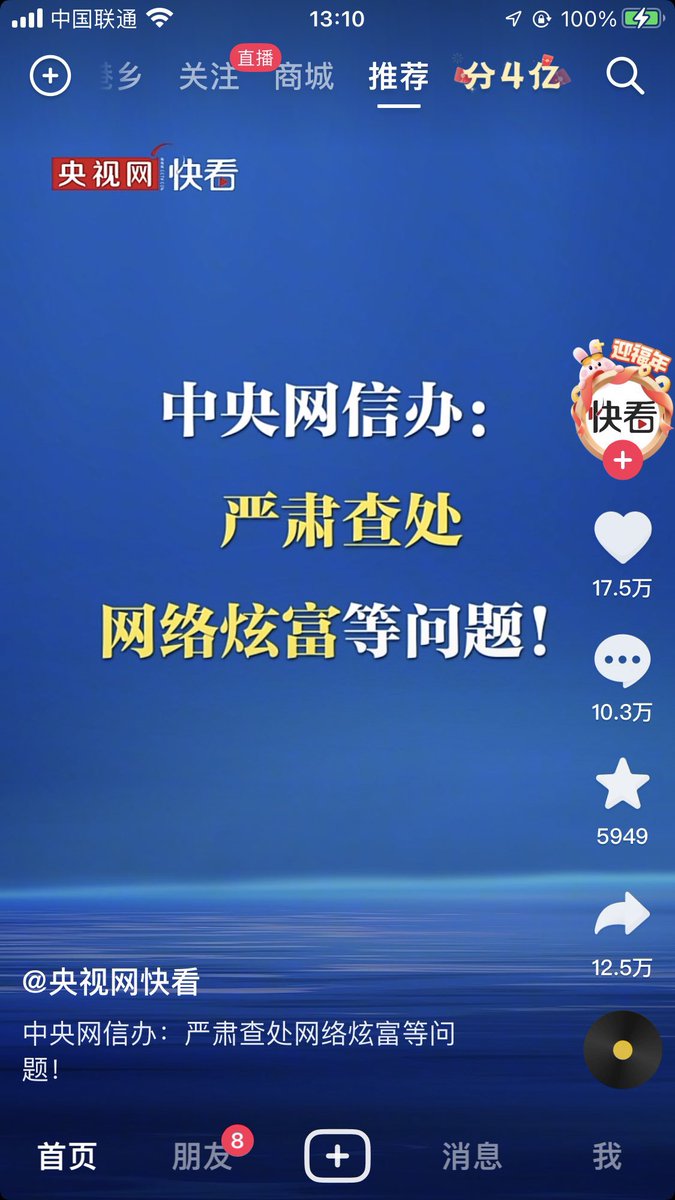 中国联通
13:10
100%
乡
关注
直播
商城
推荐
分4亿
央视网
快看
中央网信办：
严肃查处
网络炫富等问题！
迎福年
快看
17.5万
10.3万
5949
12.5万
@央视网快看
中央网信办：严肃查处网络炫富等问
题！
首页
朋友
8
消息
我